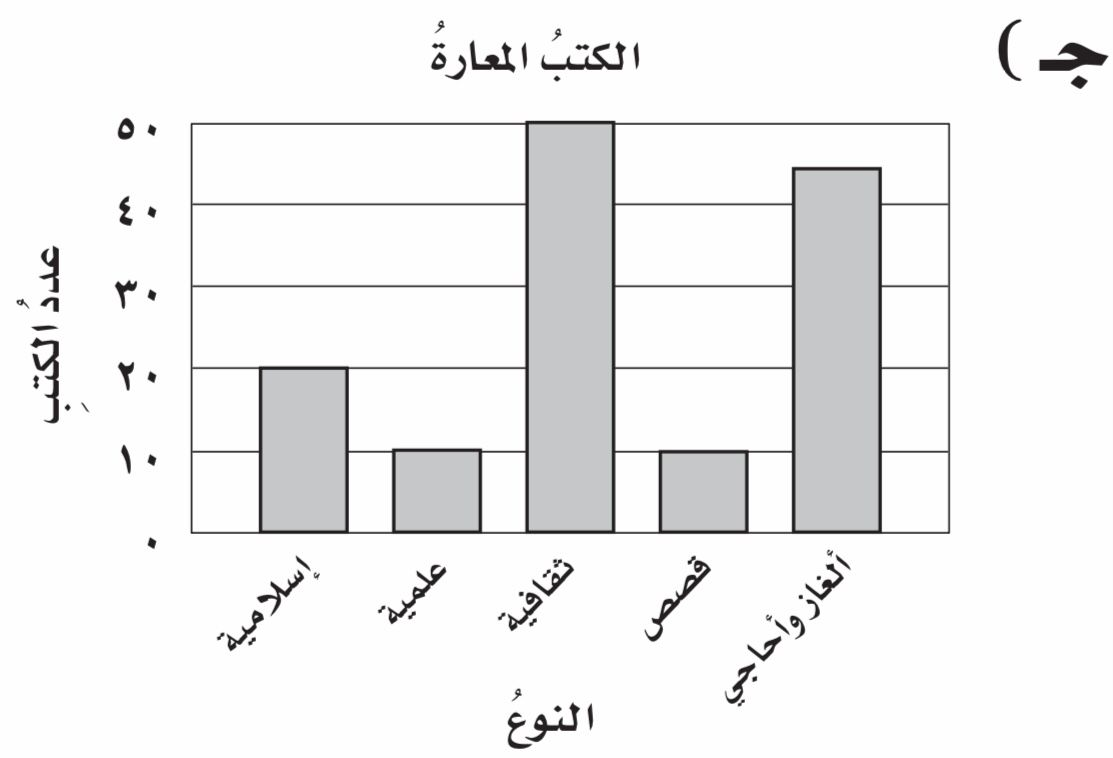 جـ )
الكتبُ المعارةُ
عددُ الكتبِ
٥٠
٤٠
٣٠
٢٠
١٠
٠
إسلامية
علمية
ثقافية
قصص
ألغاز وأحاجي
النوعُ